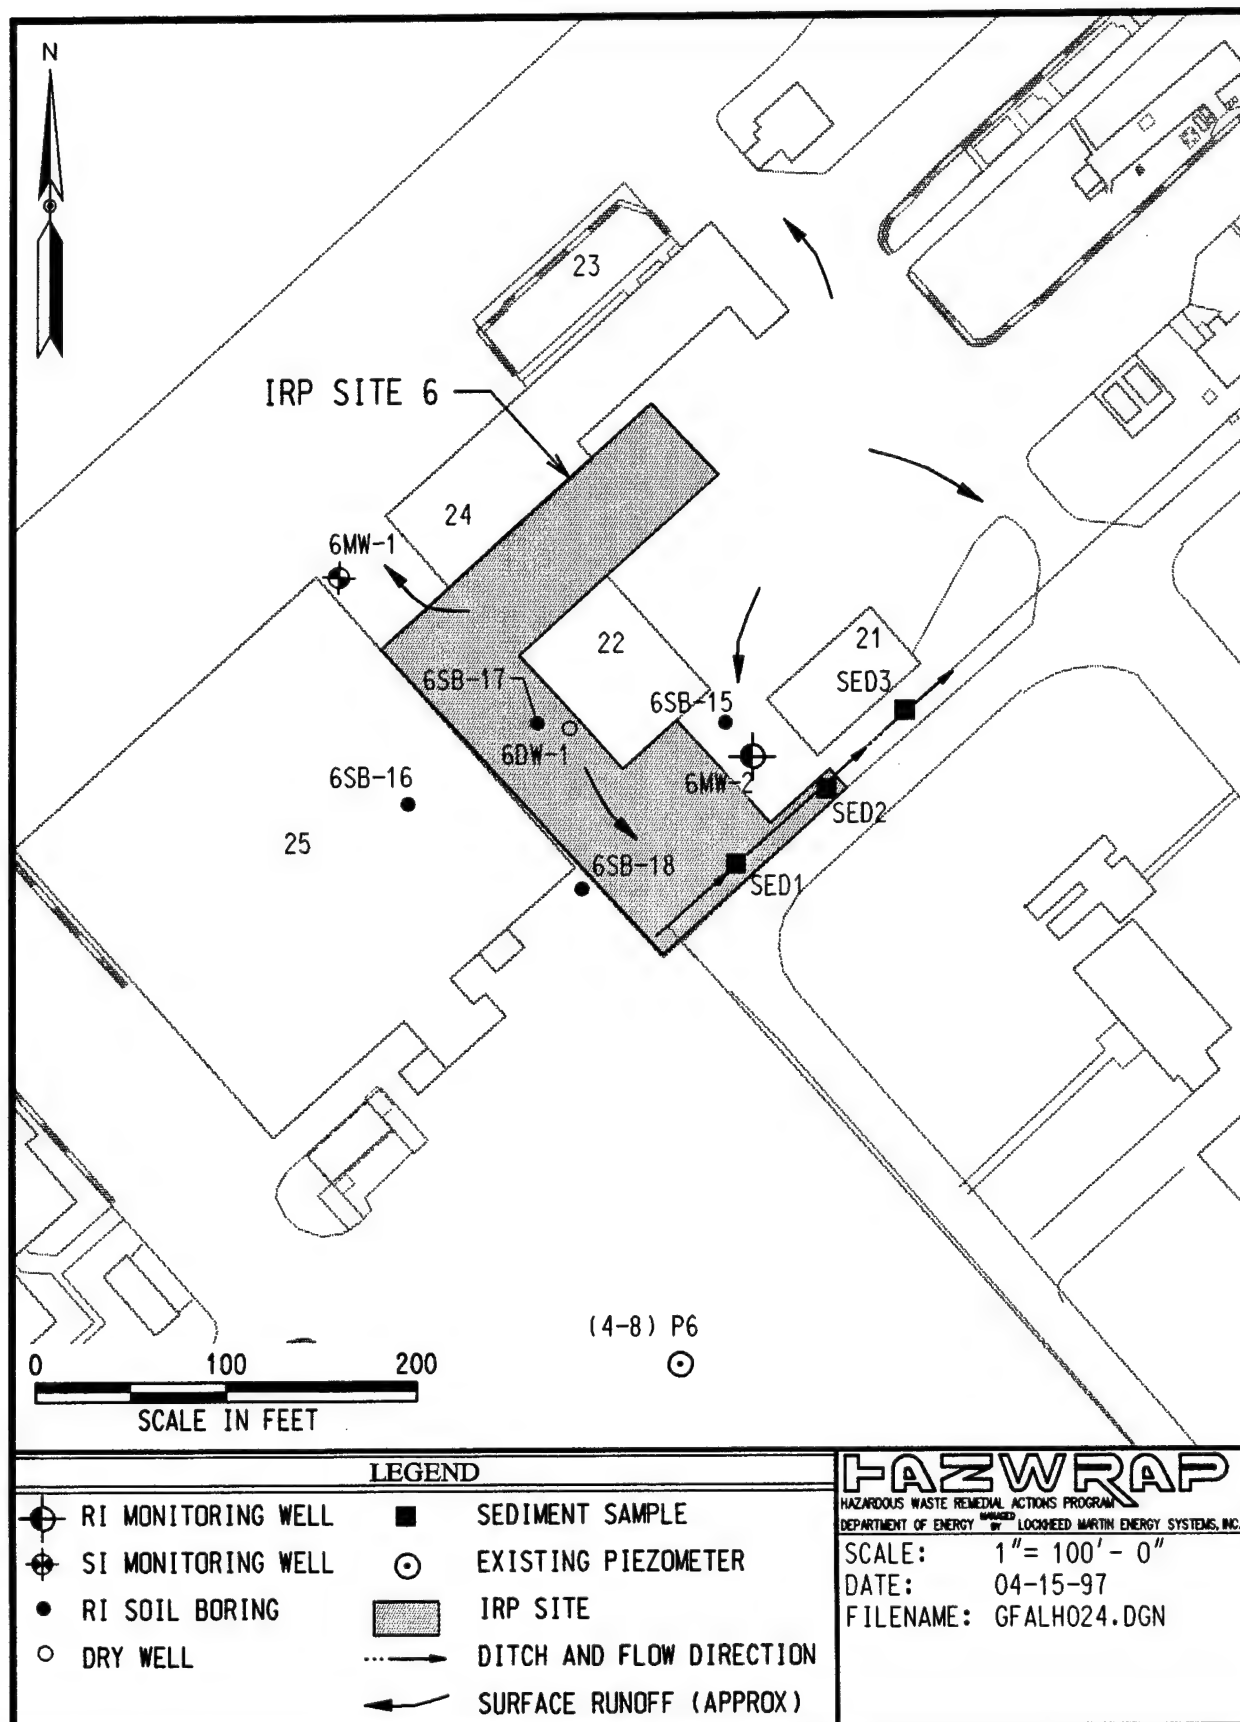 N
23
IRP SITE 6
24
6MW-1
22
21
6SB-17
6SB-15
SED3
6DW-1
6MW-2
6SB-16
SED2
25
6SB-18
SED1
(4-8) P6
0 100 200
SCALE IN FEET
LEGEND
RI MONITORING WELL
SI MONITORING WELL
RI SOIL BORING
DRY WELL
SEDIMENT SAMPLE
EXISTING PIEZOMETER
IRP SITE
DITCH AND FLOW DIRECTION
SURFACE RUNOFF (APPROX)
HAZWRAP
HAZARDOUS WASTE REMEDIAL ACTIONS PROGRAM
DEPARTMENT OF ENERGY MANAGED BY LOCKHEED MARTIN ENERGY SYSTEMS, INC.
SCALE: 1"= 100'- 0"
DATE: 04-15-97
FILENAME: GFALH024.DGN